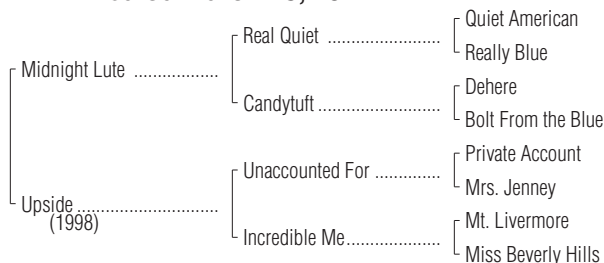 Quiet American
Real Quiet ........................
Really Blue
Midnight Lute ..................
Dehere
Candytuft ..........................
Bolt From the Blue
Private Account
Unaccounted For ..............
Mrs. Jenney
Upside ..............................
(1998)
Mt. Livermore
Incredible Me....................
Miss Beverly Hills